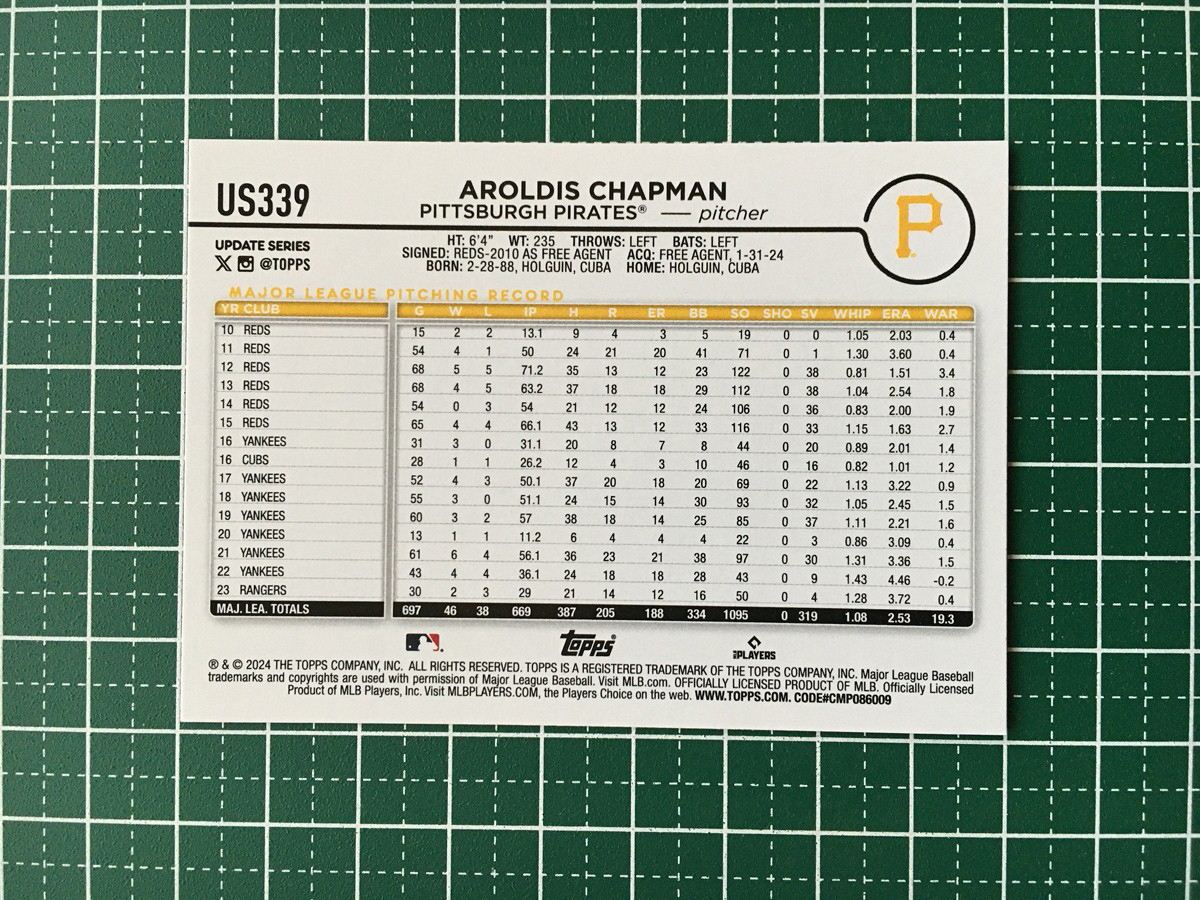 US339
AROLDIS CHAPMAN
PITTSBURGH PIRATES® — pitcher
P
UPDATE SERIES
X @TOPPS
HT: 6'4" WT: 235 THROWS: LEFT BATS: LEFT
SIGNED: REDS-2010 AS FREE AGENT ACQ: FREE AGENT, 1-31-24
BORN: 2-28-88, HOLGUIN, CUBA HOME: HOLGUIN, CUBA
MAJOR LEAGUE PITCHING RECORD
YR CLUB G W L IP H R ER BB SO SHO SV WHIP ERA WAR
10 REDS 15 2 2 13.1 9 4 3 5 19 0 0 1.05 2.03 0.4
11 REDS 54 4 1 50 24 21 20 41 71 0 1 1.30 3.60 0.4
12 REDS 68 5 5 71.2 35 13 12 23 122 0 38 0.81 1.51 3.4
13 REDS 68 4 5 63.2 37 18 18 29 112 0 38 1.04 2.54 1.8
14 REDS 54 0 3 54 21 12 12 24 106 0 36 0.83 2.00 1.9
15 REDS 65 4 4 66.1 43 13 12 33 116 0 33 1.15 1.63 2.7
16 YANKEES 31 3 0 31.1 20 8 7 8 44 0 20 0.89 2.01 1.4
16 CUBS 28 1 1 26.2 12 4 3 10 46 0 16 0.82 1.01 1.2
17 YANKEES 52 4 3 50.1 37 20 18 20 69 0 22 1.13 3.22 0.9
18 YANKEES 55 3 0 51.1 24 15 14 30 93 0 32 1.05 2.45 1.5
19 YANKEES 60 3 2 57 38 18 14 25 85 0 37 1.11 2.21 1.6
20 YANKEES 13 1 1 11.2 6 4 4 4 22 0 3 0.86 3.09 0.4
21 YANKEES 61 6 4 56.1 36 23 21 38 97 0 30 1.31 3.36 1.5
22 YANKEES 43 4 4 36.1 24 18 18 28 43 0 9 1.43 4.46 -0.2
23 RANGERS 30 2 3 29 21 14 12 16 50 0 4 1.28 3.72 0.4
MAJ. LEA. TOTALS 697 46 38 669 387 205 188 334 1095 0 319 1.08 2.53 19.3
Topps
MLB PLAYERS
® & © 2024 THE TOPPS COMPANY, INC. ALL RIGHTS RESERVED. TOPPS IS A REGISTERED TRADEMARK OF THE TOPPS COMPANY, INC. Major League Baseball
trademarks and copyrights are used with permission of Major League Baseball. Visit MLB.com. OFFICIALLY LICENSED PRODUCT OF MLB. Officially Licensed
Product of MLB Players, Inc. Visit MLBPLAYERS.COM, the Players Choice on the web. WWW.TOPPS.COM. CODE#CMP086009